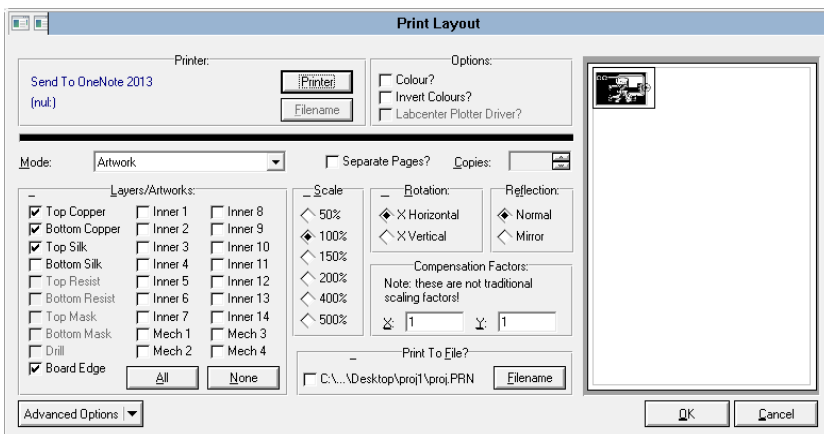 Print Layout
Printer:
Send To OneNote 2013
(nul:)
Printer
Filename
Options:
Colour?
Invert Colours?
Labcenter Plotter Driver?
Mode:
Artwork
Separate Pages?
Copies:
Layers/Artworks:
Top Copper
Bottom Copper
Top Silk
Bottom Silk
Top Resist
Bottom Resist
Top Mask
Bottom Mask
Drill
Board Edge
Inner 1
Inner 2
Inner 3
Inner 4
Inner 5
Inner 6
Inner 7
Mech 1
Mech 2
Inner 8
Inner 9
Inner 10
Inner 11
Inner 12
Inner 13
Inner 14
Mech 3
Mech 4
All
None
Scale
50%
100%
150%
200%
400%
500%
Rotation:
X Horizontal
X Vertical
Reflection:
Normal
Mirror
Compensation Factors:
Note: these are not traditional
scaling factors!
X: 1
Y: 1
Print To File?
C:\...\Desktop\proj1\proj.PRN
Filename
Advanced Options
OK
Cancel